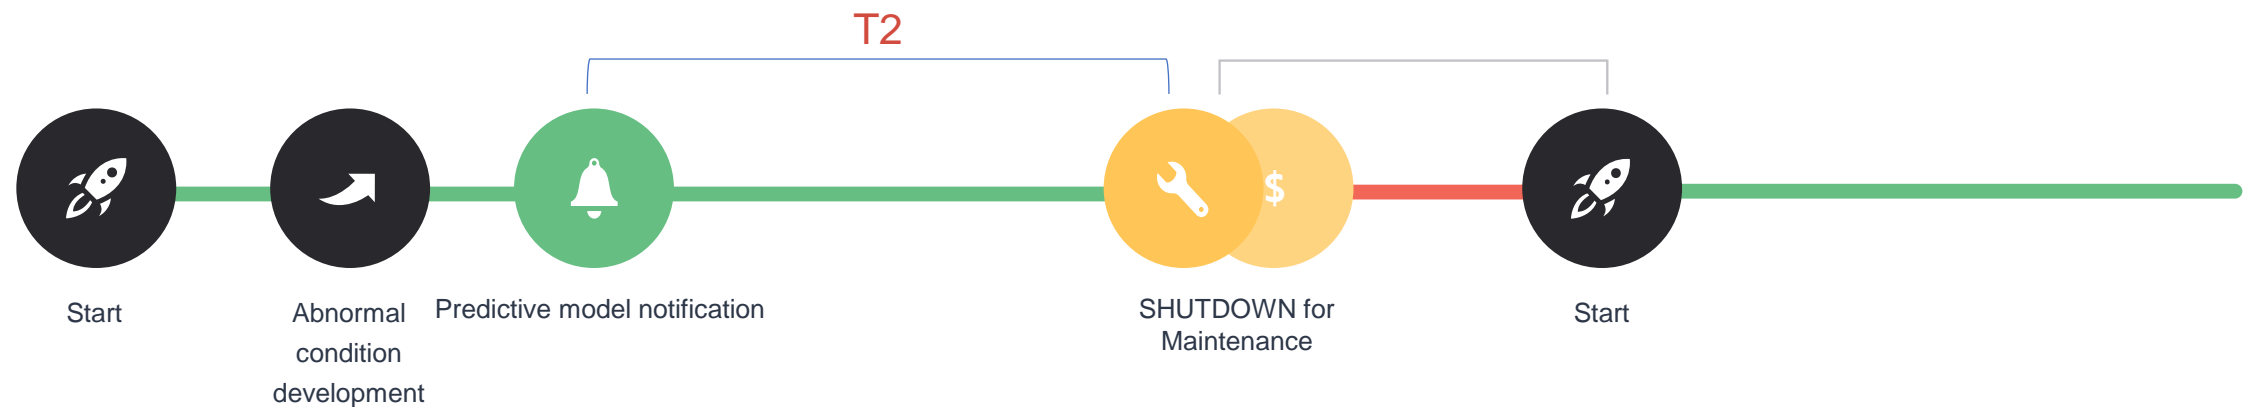 T2
$
Start
Abnormal
condition
development
Predictive model notification
SHUTDOWN for
Maintenance
Start